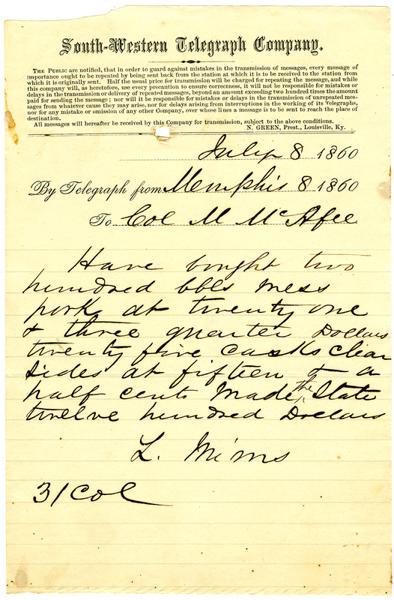 South-Western Telegraph Company.
THE PUBLIC are notified, that in order to guard against mistakes in the transmission of messages, every message of
importance ought to be repeated by being sent back from the station at which it is to be received to the station from
which it is originally sent. Half the usual price for transmission will be charged for repeating the message, and while
this company will, as heretofore, use every precaution to ensure correctness, it will not be responsible for mistakes or
delays in the transmission or delivery of repeated messages, beyond an amount exceeding two hundred times the amount
paid for sending the message; nor will it be responsible for mistakes or delays in the transmission of unrepeated mess-
ages from whatever cause they may arise, nor for delays arising from interruptions in the working of its Telegraphs,
nor for any mistake or omission of any other Company, over whose lines a message is to be sent to reach the place of
destination.
All messages will hereafter be received by this Company for transmission, subject to the above conditions.
N. GREEN, Prest., Louisville, Ky.
July 8 1860
By Telegraph from Memphis 8 1860
To Col M McAfee
Have bought two
hundred bbls mess
pork at twenty one
& three quarter Dollars
twenty five casks clear
sides at fifteen & a
half cents Made the State
twelve hundred Dollars
L. Mims
31 Col